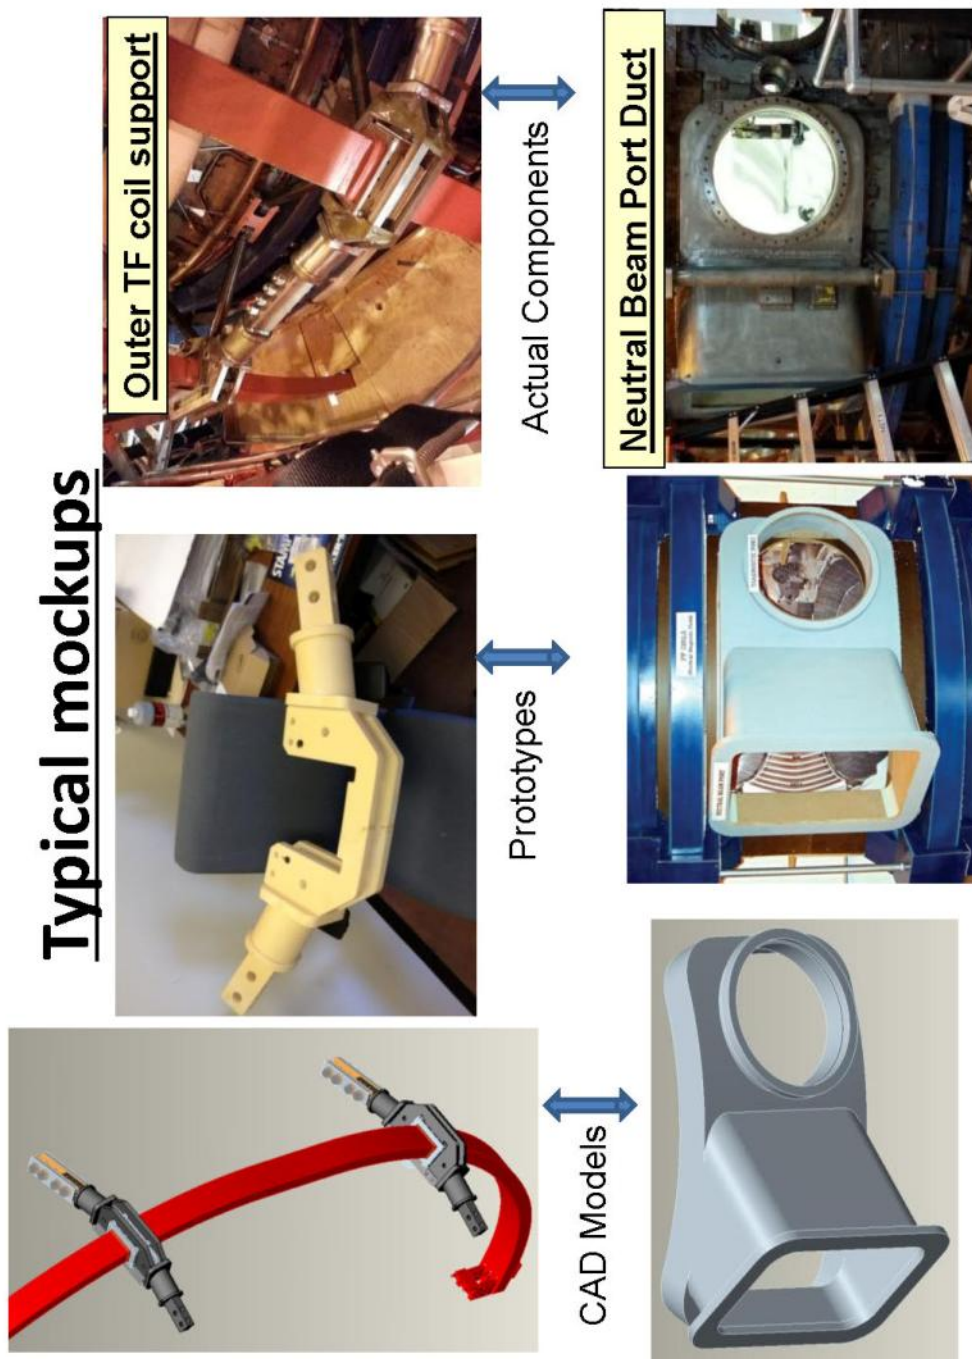 Typical mockups
Outer TF coil support
CAD Models
Prototypes
Actual Components
Neutral Beam Port Duct